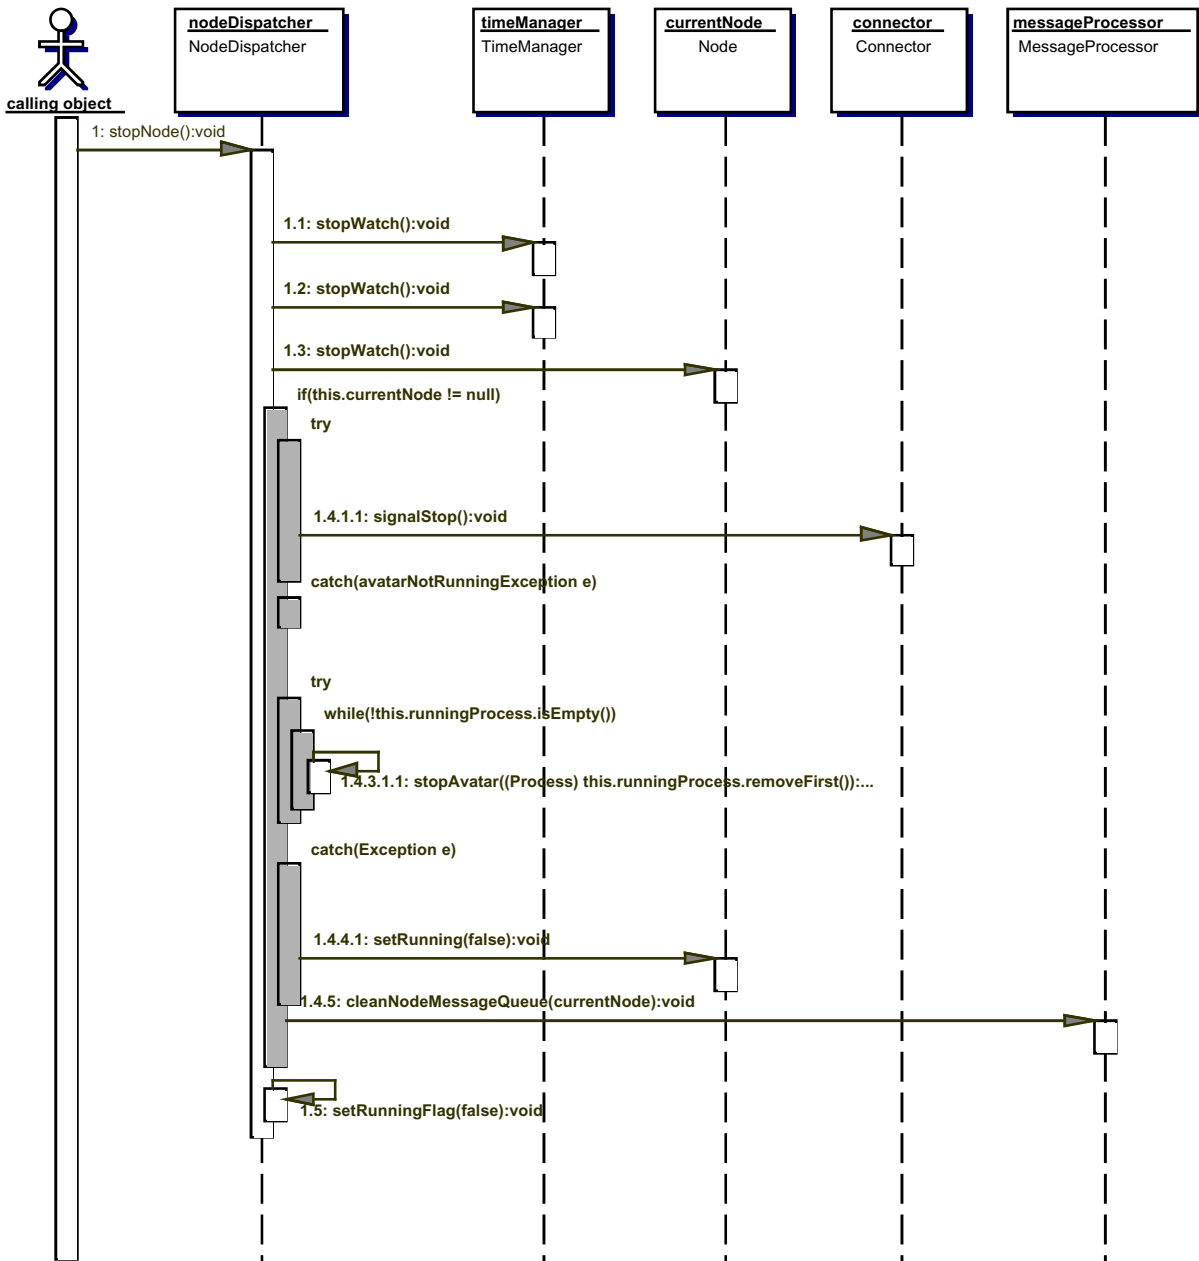 nodeDispatcher
NodeDispatcher
timeManager
TimeManager
currentNode
Node
connector
Connector
messageProcessor
MessageProcessor
calling object
1: stopNode():void
1.1: stopWatch():void
1.2: stopWatch():void
1.3: stopWatch():void
if(this.currentNode != null)
try
1.4.1.1: signalStop():void
catch(avatarNotRunningException e)
try
while(!this.runningProcess.isEmpty())
1.4.3.1.1: stopAvatar((Process) this.runningProcess.removeFirst()):...
catch(Exception e)
1.4.4.1: setRunning(false):void
1.4.5: cleanNodeMessageQueue(currentNode):void
1.5: setRunningFlag(false):void